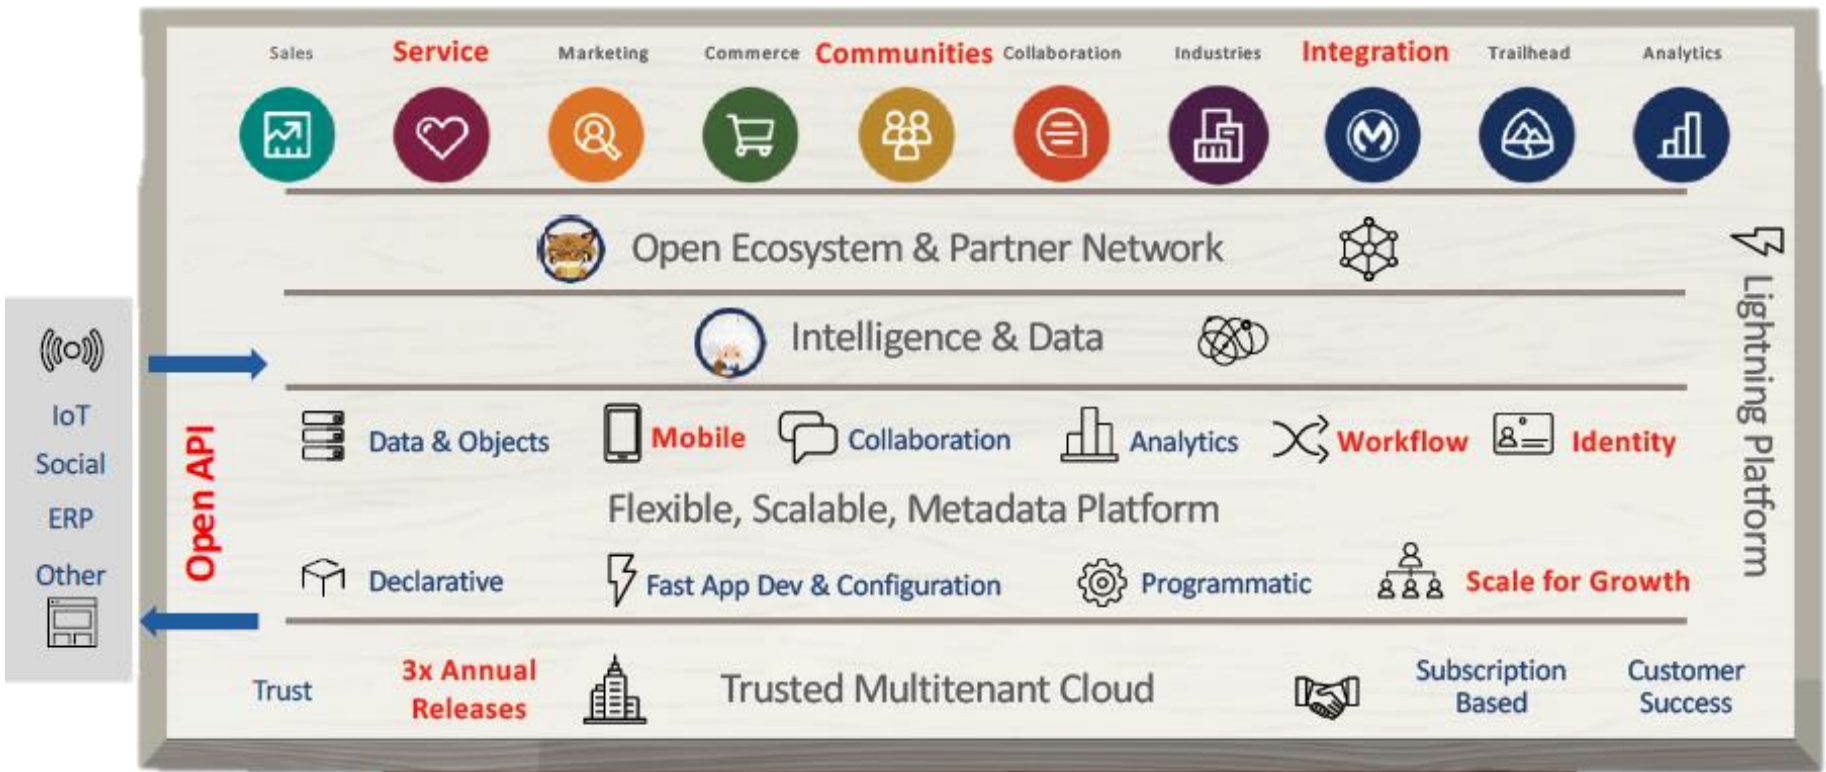 Sales
Service
Marketing
Commerce
Communities
Collaboration
Industries
Integration
Trailhead
Analytics
Open Ecosystem & Partner Network
Intelligence & Data
IoT
Social
ERP
Other
Open API
Data & Objects
Mobile
Collaboration
Analytics
Workflow
Identity
Flexible, Scalable, Metadata Platform
Declarative
Fast App Dev & Configuration
Programmatic
Scale for Growth
Lightning Platform
Trust
3x Annual
Releases
Trusted Multitenant Cloud
Subscription
Based
Customer
Success